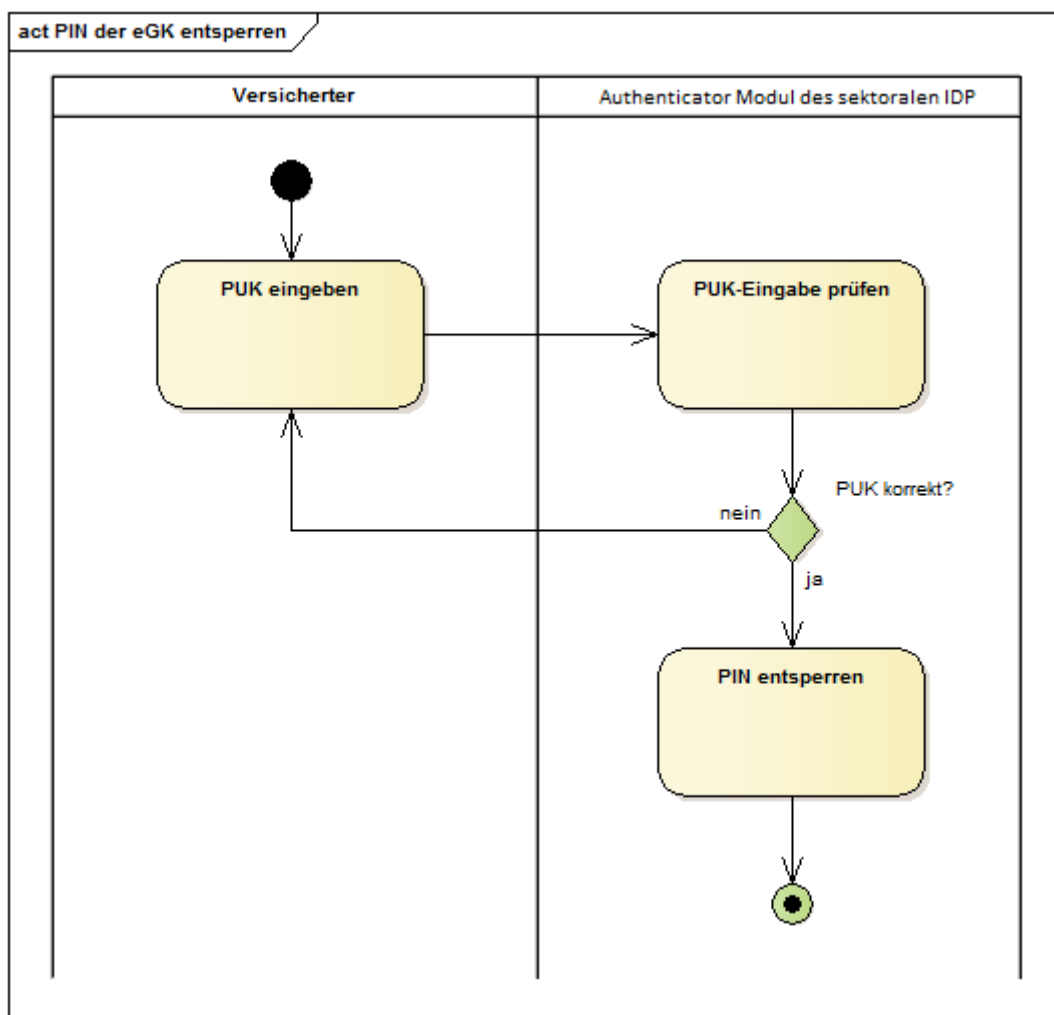 act PIN der eGK entsperren
Versicherter
Authenticator Modul des sektoralen IDP
PUK eingeben
PUK-Eingabe prüfen
PUK korrekt?
nein
ja
PIN entsperren